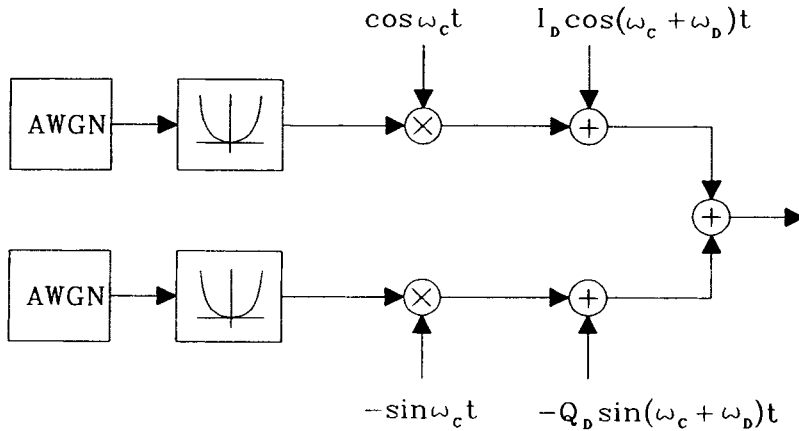 cos ω_c t
I_D cos(ω_c + ω_D)t
AWGN
×
+
+
AWGN
×
+
-sin ω_c t
-Q_D sin(ω_c + ω_D)t